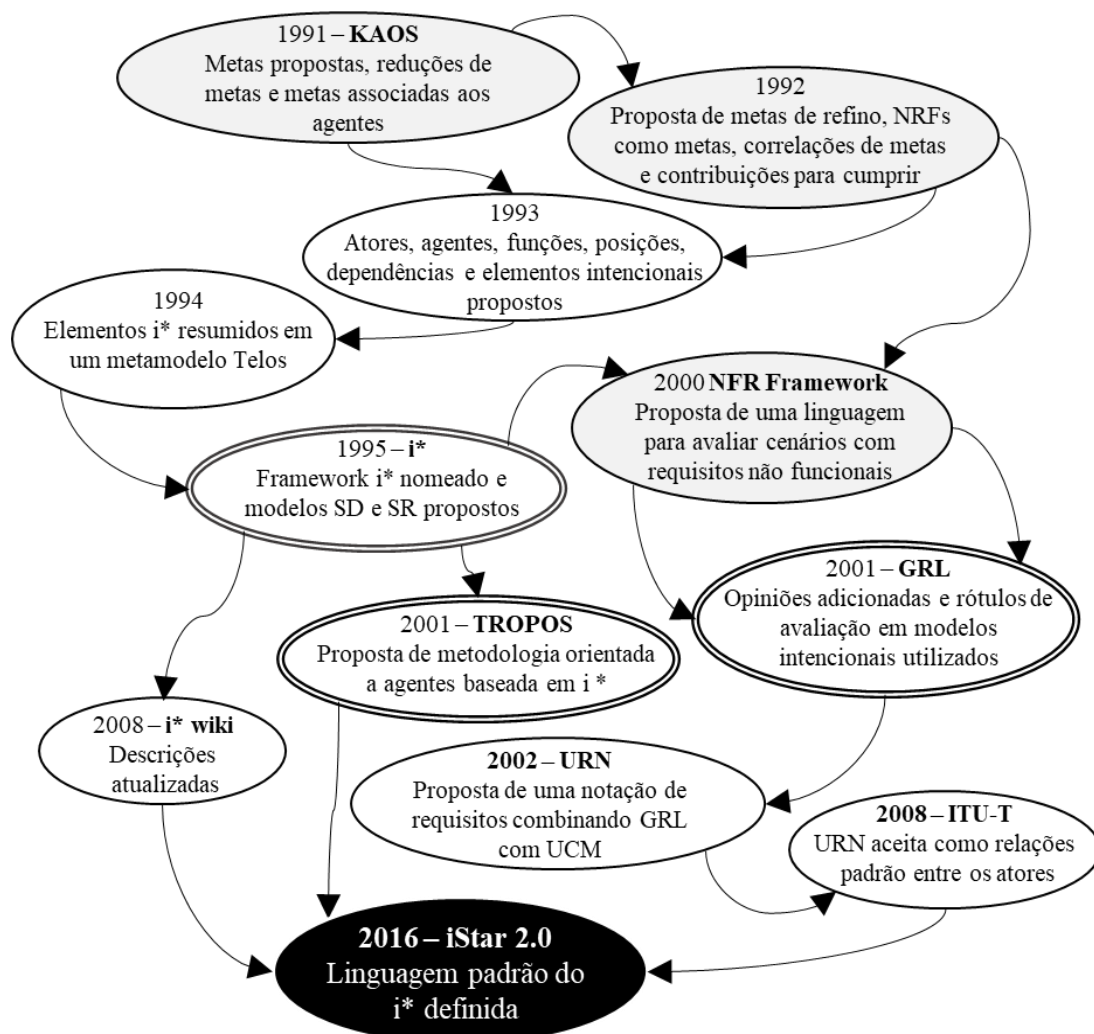 1991 – KAOS
Metas propostas, reduções de
metas e metas associadas aos
agentes
1992
Proposta de metas de refino, NRFs
como metas, correlações de metas
e contribuições para cumprir
1993
Atores, agentes, funções, posições,
dependências e elementos intencionais
propostos
1994
Elementos i* resumidos em
um metamodelo Telos
2000 NFR Framework
Proposta de uma linguagem
para avaliar cenários com
requisitos não funcionais
1995 – i*
Framework i* nomeado e
modelos SD e SR propostos
2001 – GRL
Opiniões adicionadas e rótulos de
avaliação em modelos
intencionais utilizados
2001 – TROPOS
Proposta de metodologia orientada
a agentes baseada em i *
2008 – i* wiki
Descrições
atualizadas
2002 – URN
Proposta de uma notação de
requisitos combinando GRL
com UCM
2008 – ITU-T
URN aceita como relações
padrão entre os atores
2016 – iStar 2.0
Linguagem padrão do
i* definida